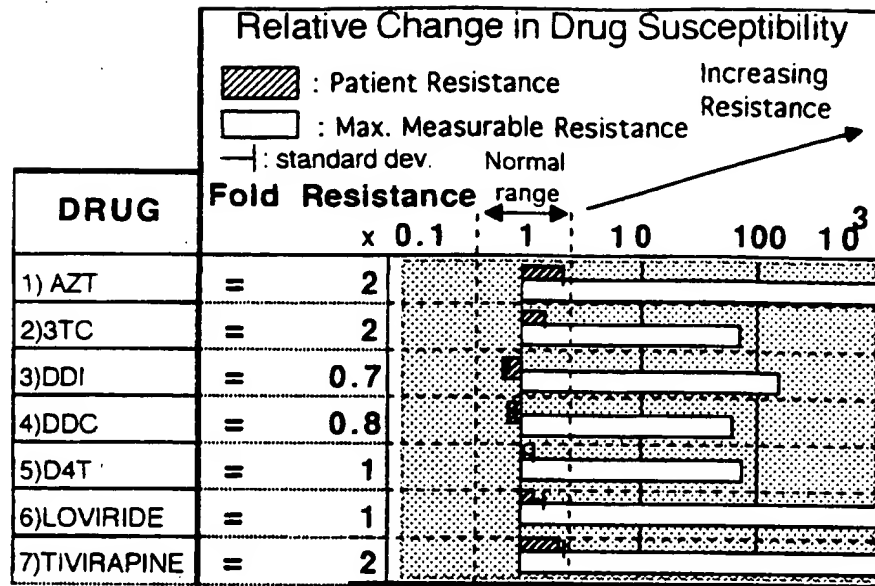 Relative Change in Drug Susceptibility
: Patient Resistance
: Max. Measurable Resistance
: standard dev.
Increasing
Resistance
Normal
range
DRUG
Fold Resistance
x 0.1 1 10 100 10³
1) AZT = 2
2)3TC = 2
3)DDI = 0.7
4)DDC = 0.8
5)D4T = 1
6)LOVIRIDE = 1
7)TIVIRAPINE = 2